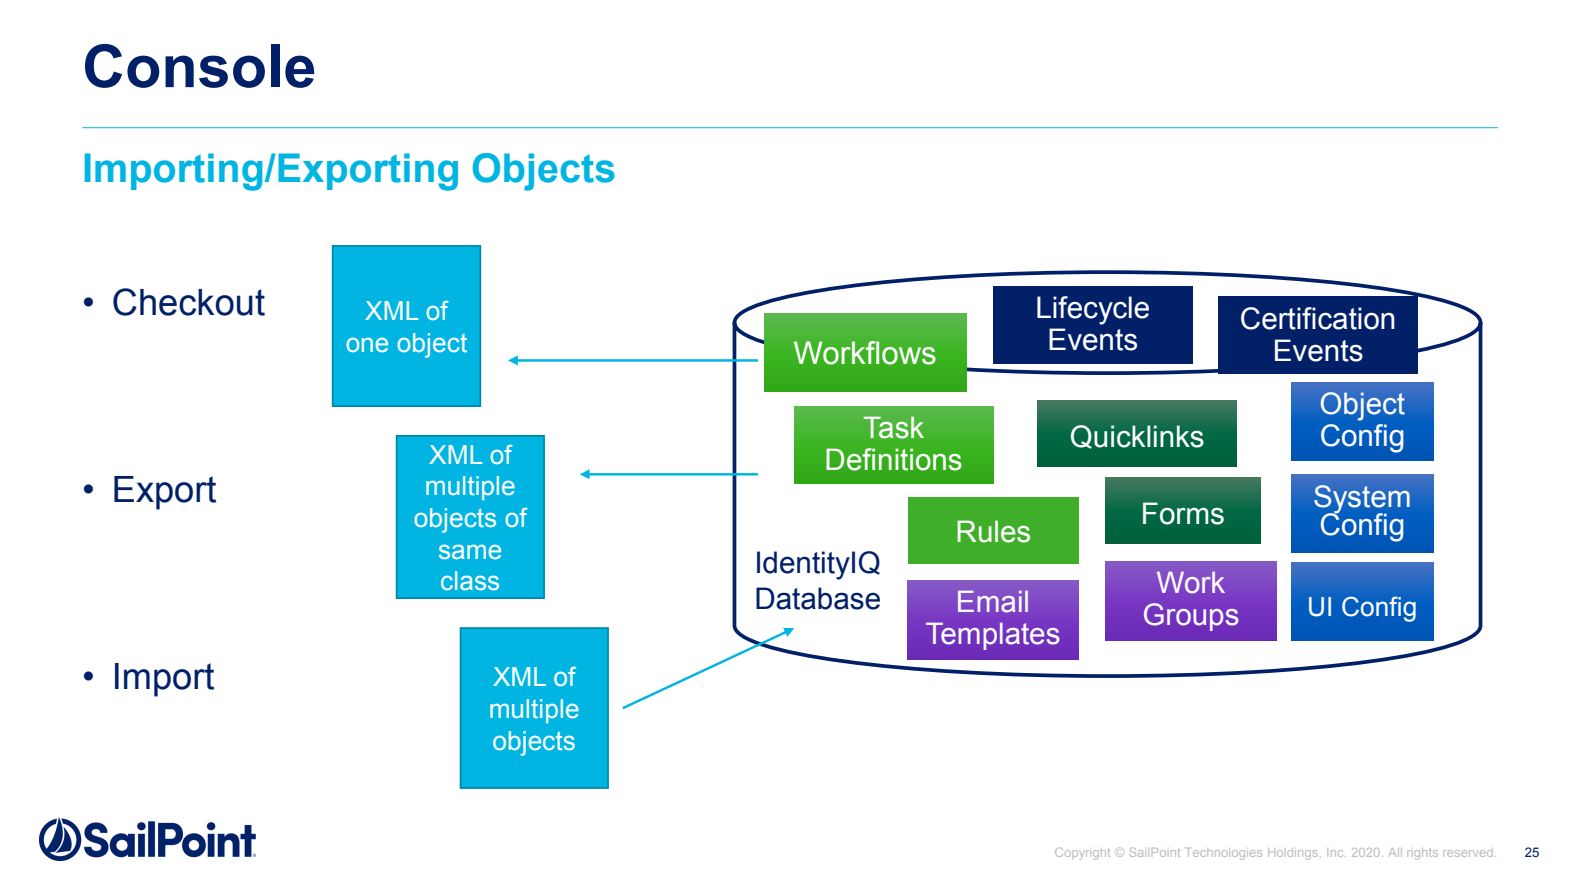 Console
Importing/Exporting Objects
• Checkout
XML of
one object
• Export
XML of
multiple
objects of
same
class
• Import
XML of
multiple
objects
Workflows
Lifecycle
Events
Certification
Events
Task
Definitions
Quicklinks
Object
Config
Rules
Forms
System
Config
IdentityIQ
Database
Email
Templates
Work
Groups
UI Config
SailPoint
Copyright © SailPoint Technologies Holdings, Inc. 2020. All rights reserved.
25